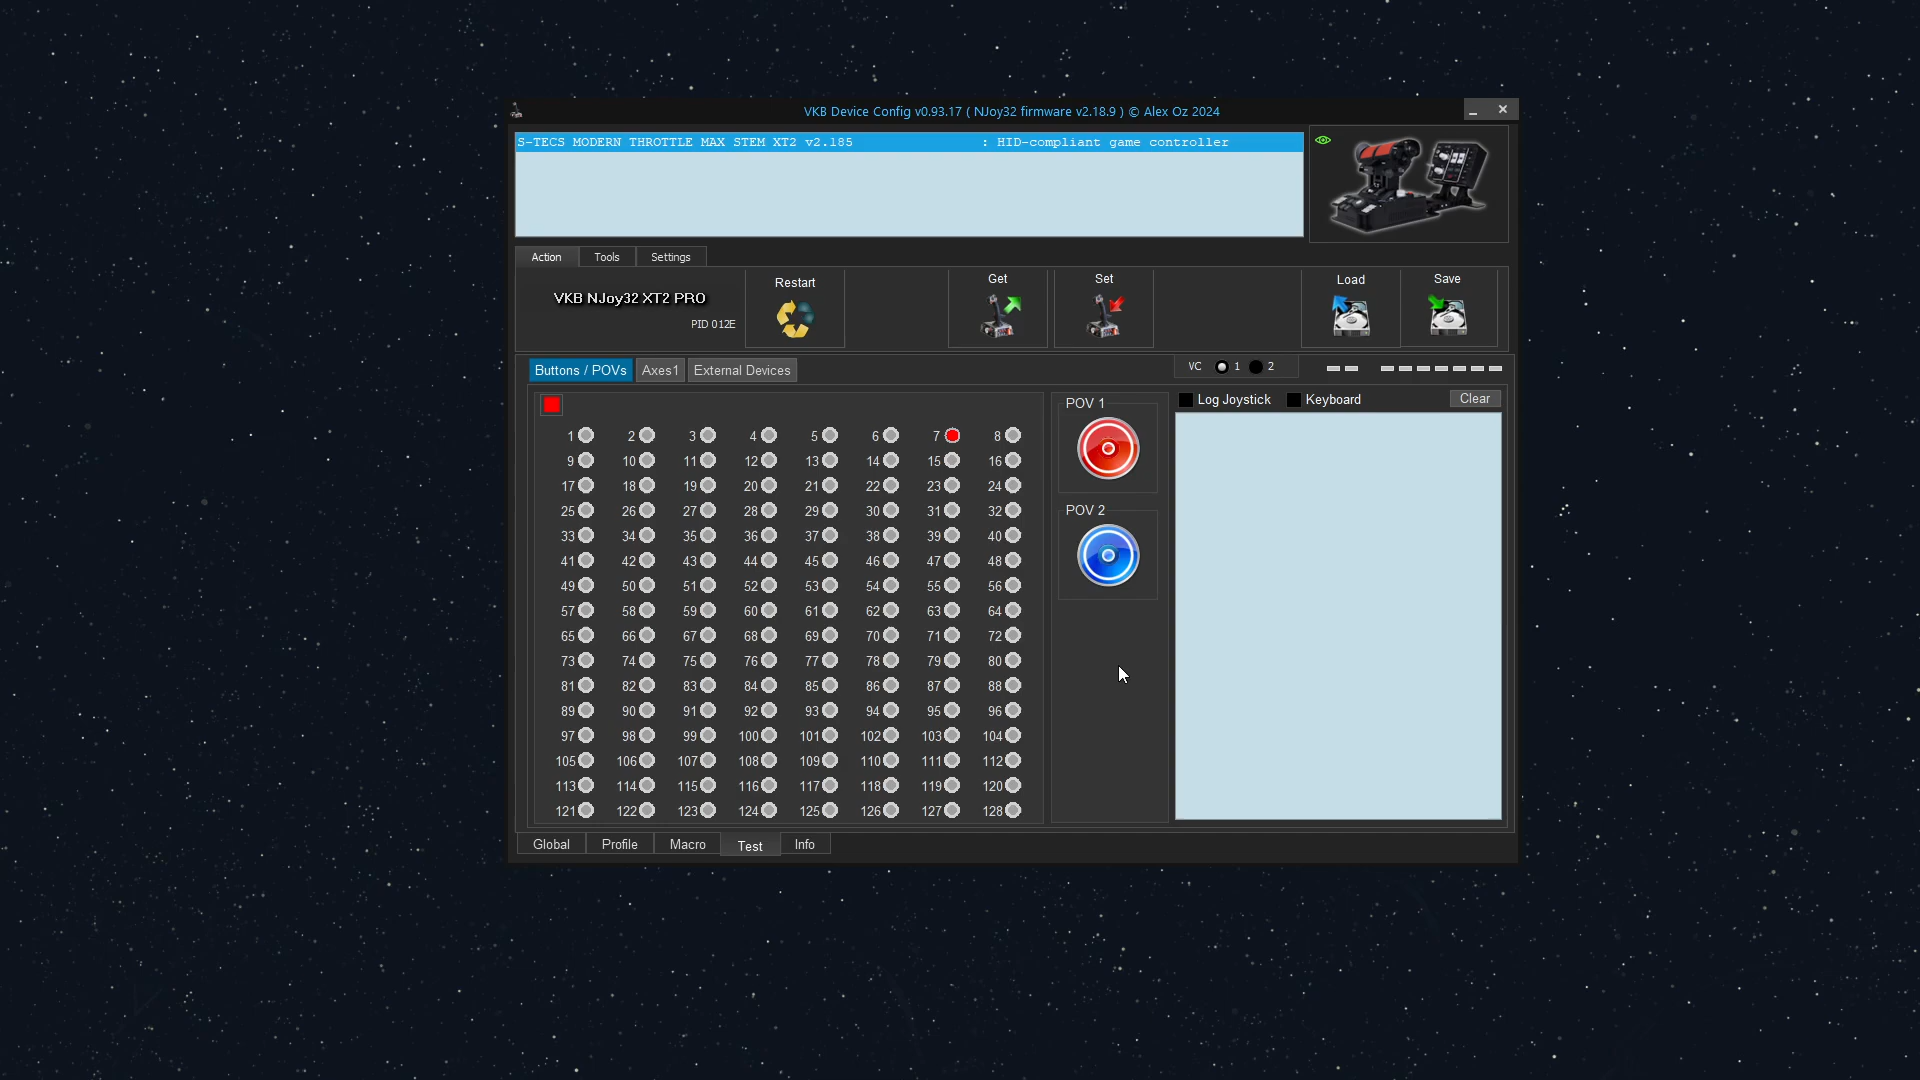 VKB Device Config v0.93.17 ( NJoy32 firmware v2.18.9 ) © Alex Oz 2024
S-TECS MODERN THROTTLE MAX STEM XT2 v2.185 : HID-compliant game controller
Action Tools Settings
VKB NJoy32 XT2 PRO
PID 012E
Restart
Get
Set
Load
Save
Buttons / POVs Axes1 External Devices
VC 1 2
1 2 3 4 5 6 7 8
9 10 11 12 13 14 15 16
17 18 19 20 21 22 23 24
25 26 27 28 29 30 31 32
33 34 35 36 37 38 39 40
41 42 43 44 45 46 47 48
49 50 51 52 53 54 55 56
57 58 59 60 61 62 63 64
65 66 67 68 69 70 71 72
73 74 75 76 77 78 79 80
81 82 83 84 85 86 87 88
89 90 91 92 93 94 95 96
97 98 99 100 101 102 103 104
105 106 107 108 109 110 111 112
113 114 115 116 117 118 119 120
121 122 123 124 125 126 127 128
POV 1
POV 2
Log Joystick Keyboard Clear
Global Profile Macro Test Info